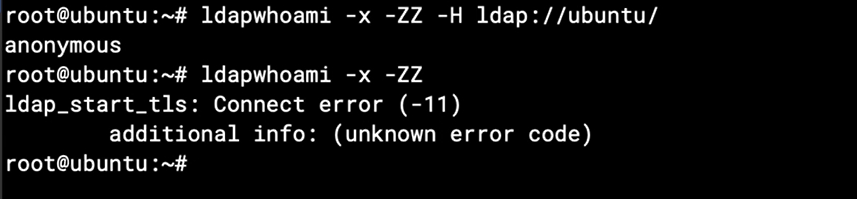 root@ubuntu:~# ldapwhoami -x -ZZ -H ldap://ubuntu/
anonymous
root@ubuntu:~# ldapwhoami -x -ZZ
ldap_start_tls: Connect error (-11)
        additional info: (unknown error code)
root@ubuntu:~#